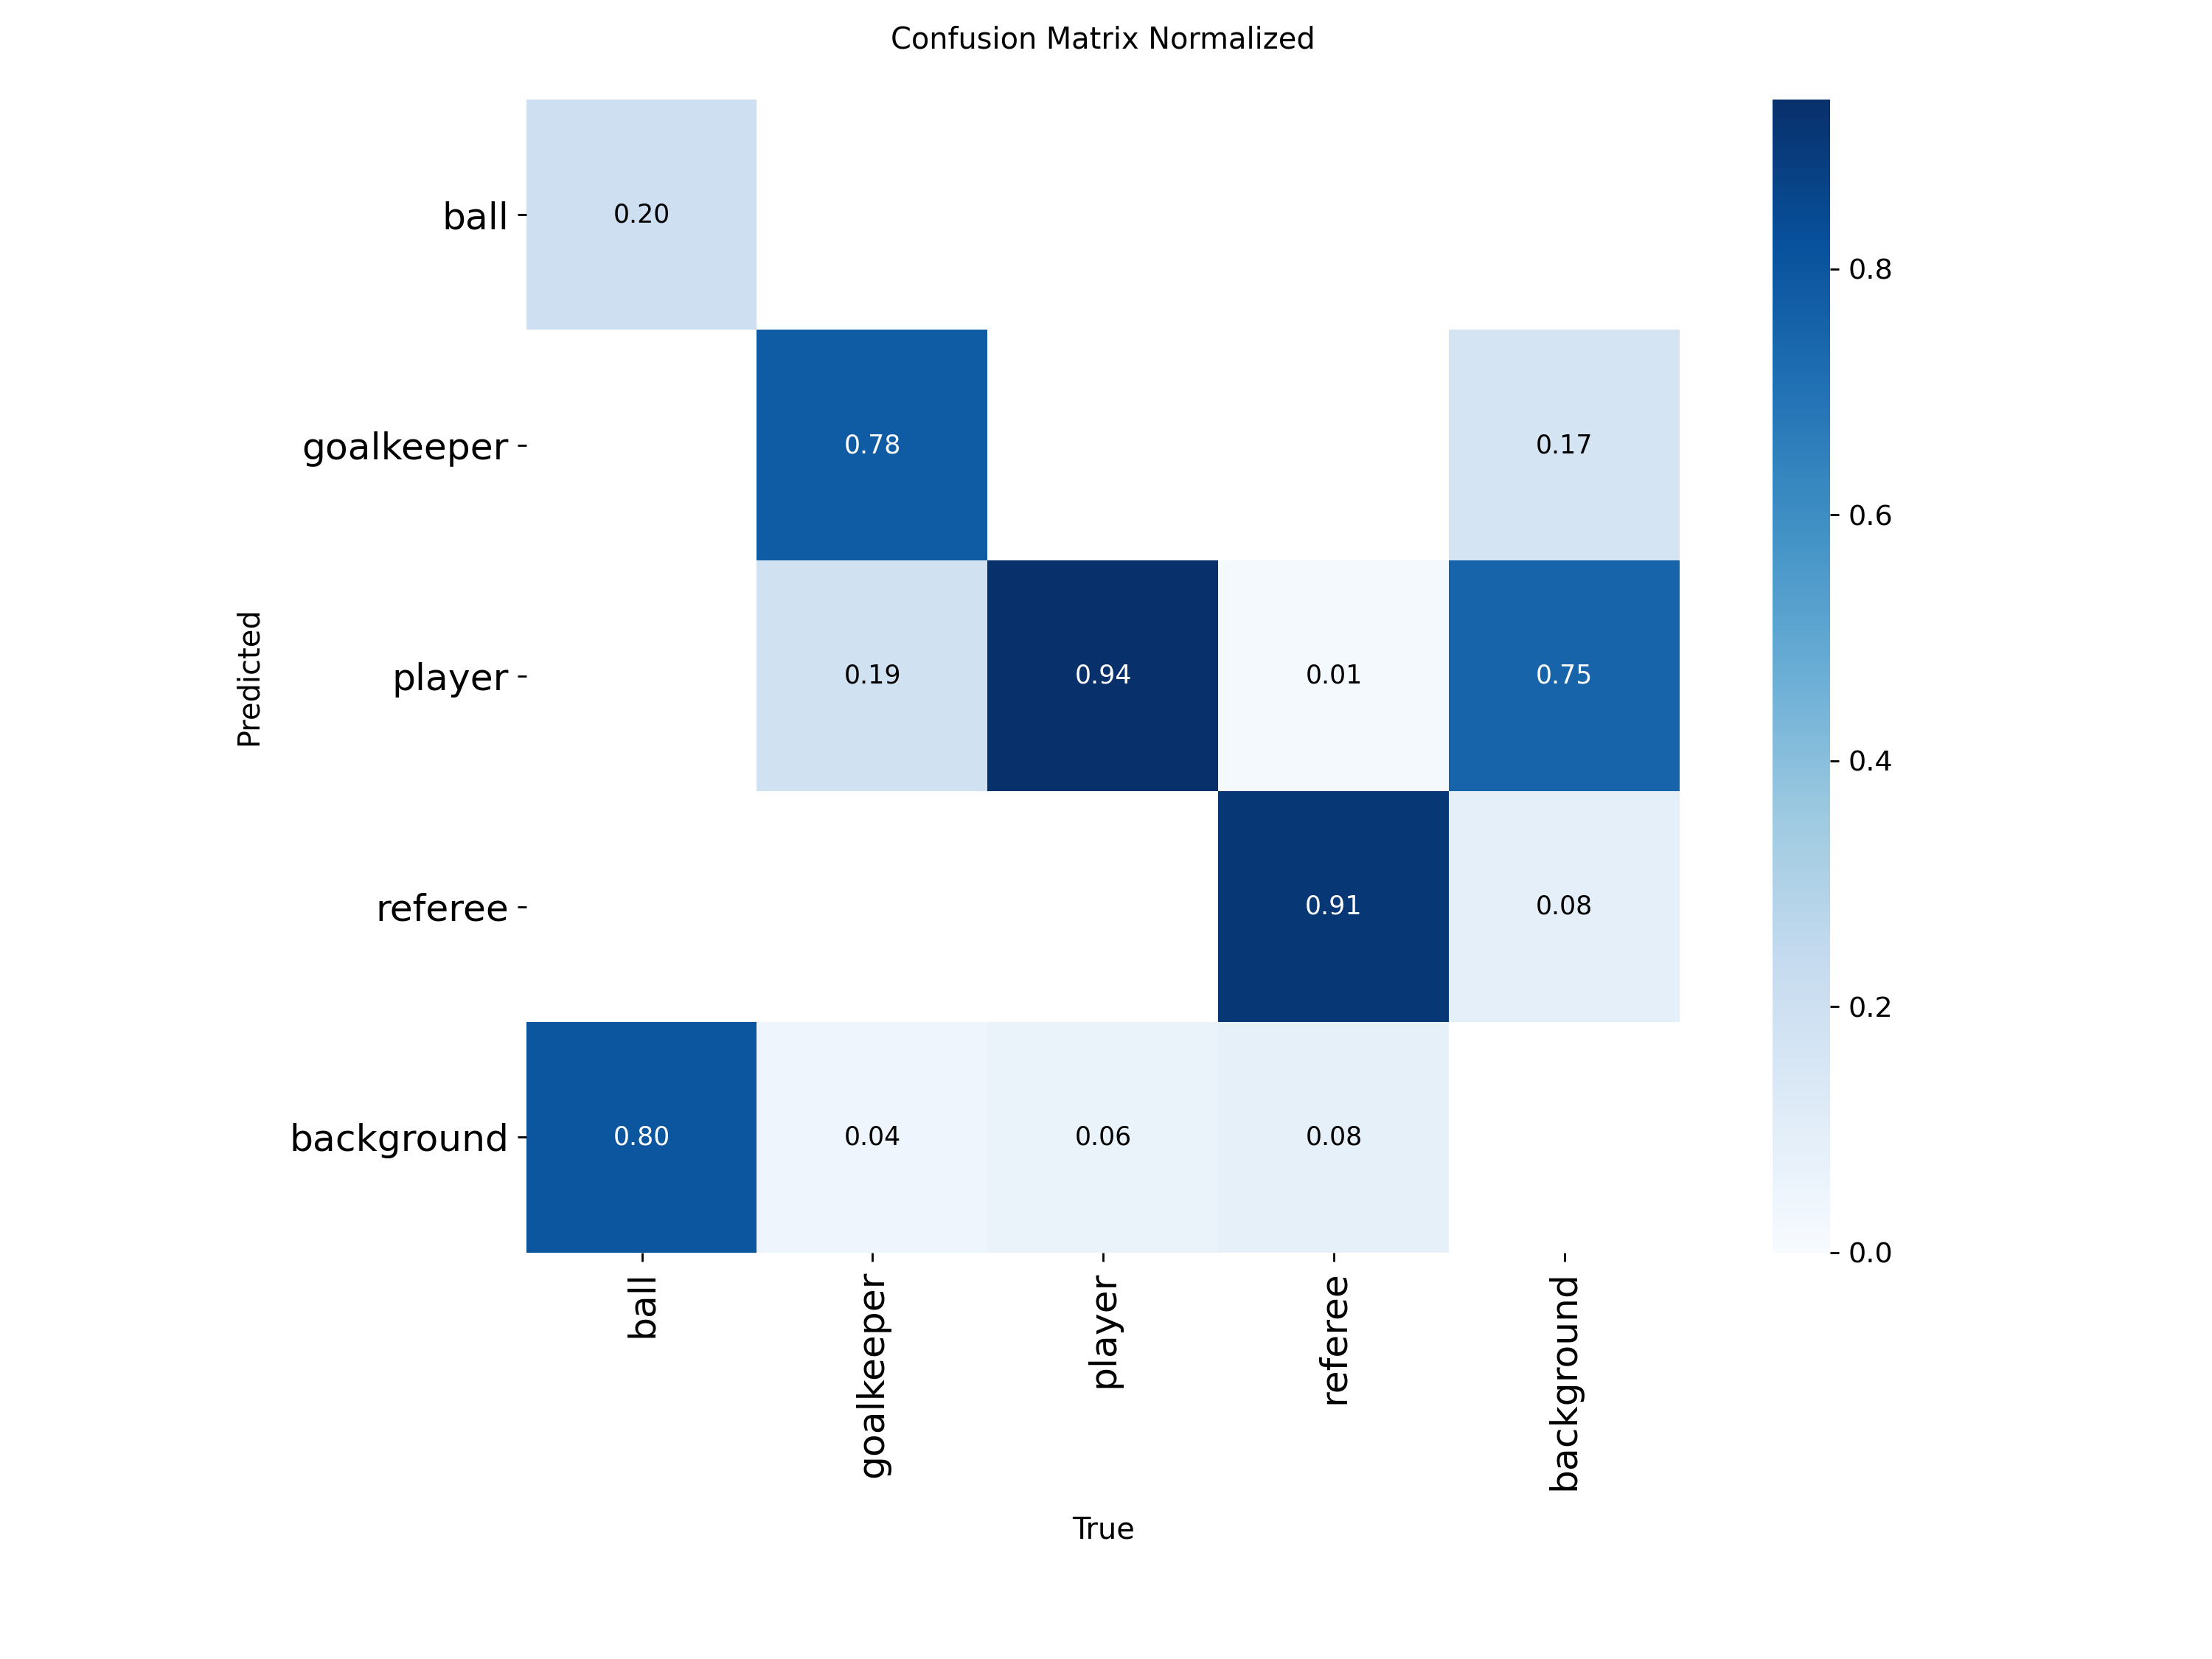 Confusion Matrix Normalized
ball
0.20
0.8
goalkeeper
0.78
0.17
0.6
Predicted
player
0.19
0.94
0.01
0.75
0.4
referee
0.91
0.08
0.2
background
0.80
0.04
0.06
0.08
0.0
ball
goalkeeper
player
referee
background
True